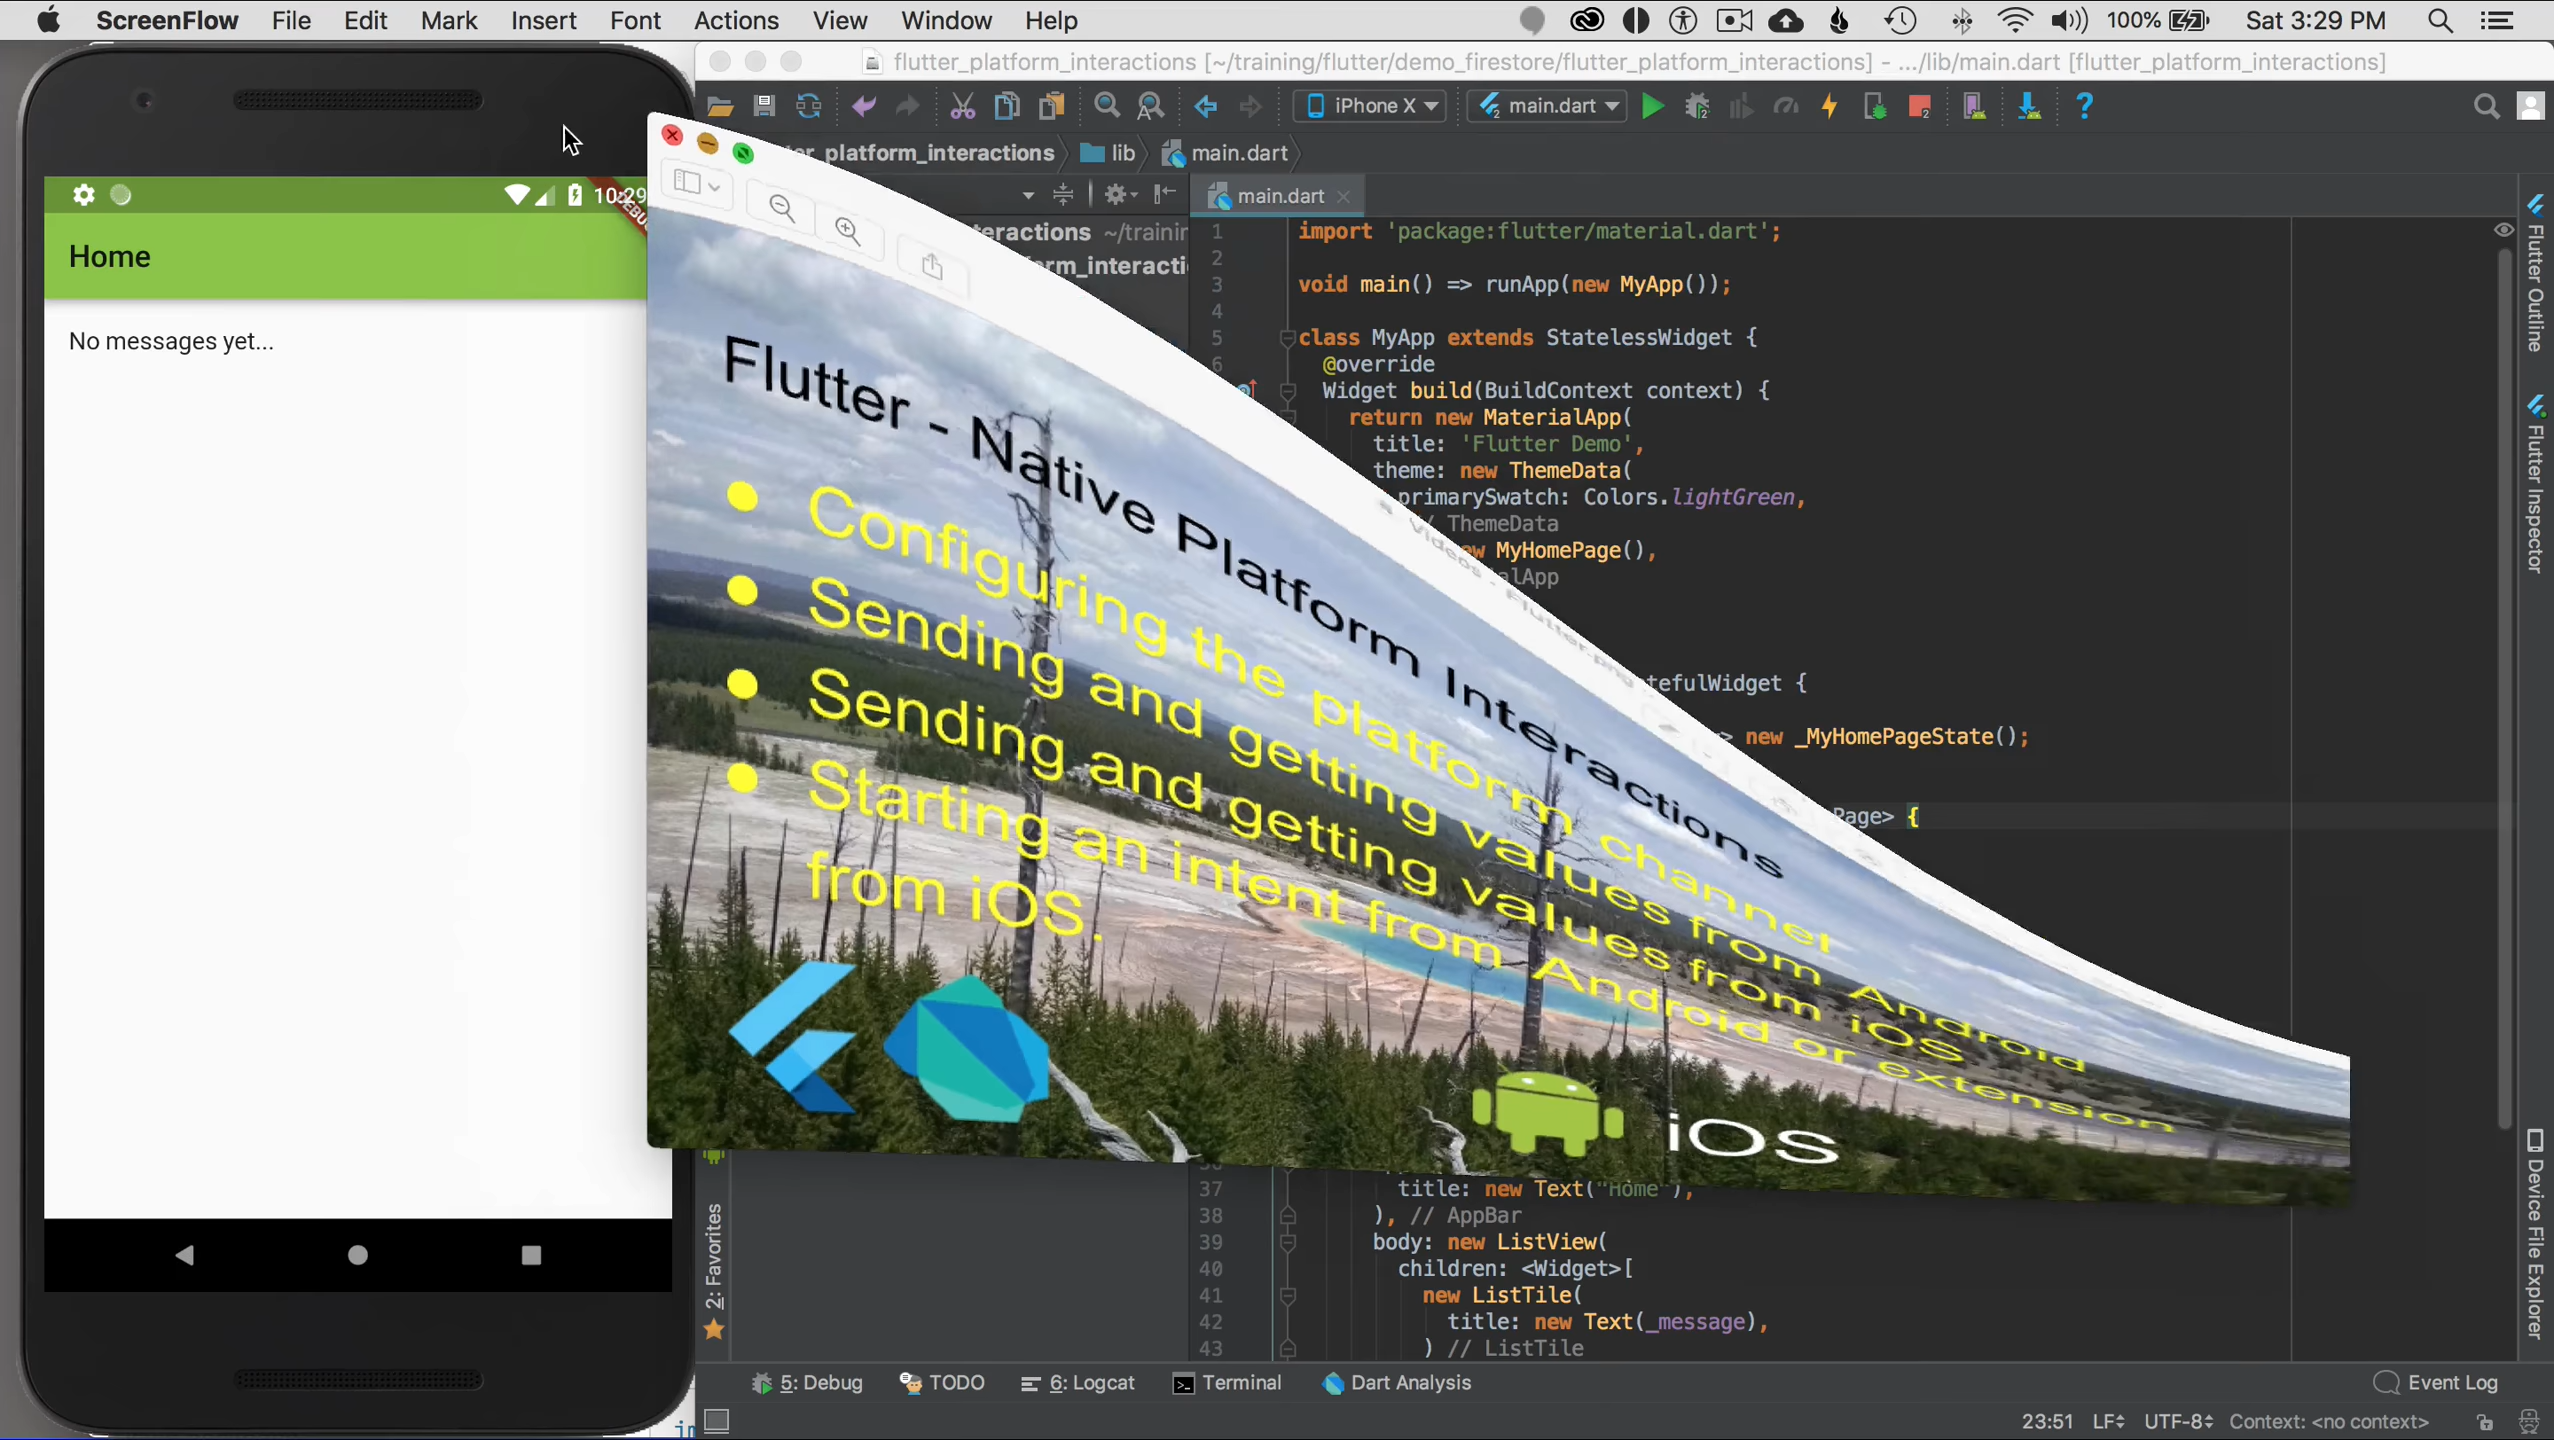 ScreenFlow File Edit Mark Insert Font Actions View Window Help 100% Sat 3:29 PM
flutter_platform_interactions [~/training/flutter/demo_firestore/flutter_platform_interactions] - .../lib/main.dart [flutter_platform_interactions]
iPhone X main.dart
_platform_interactions lib main.dart
main.dart
10:29
Home
No messages yet...
Flutter - Native Platform Interactions
• Configuring the platform channel
• Sending and getting values from Android
• Sending and getting values from iOS
• Starting an intent from Android or extension
from iOS.
iOS
1 import 'package:flutter/material.dart';
2
3 void main() => runApp(new MyApp());
4
5 class MyApp extends StatelessWidget {
6 @override
Widget build(BuildContext context) {
return new MaterialApp(
title: 'Flutter Demo',
theme: new ThemeData(
primarySwatch: Colors.lightGreen,
// ThemeData
MyHomePage(),
new _MyHomePageState();
Page> {
37 title: new Text("Home"),
38 ), // AppBar
39 body: new ListView(
40 children: <Widget>[
41 new ListTile(
42 title: new Text(_message),
43 ) // ListTile
Flutter Outline
Flutter Inspector
Device File Explorer
2: Favorites
5: Debug TODO 6: Logcat Terminal Dart Analysis Event Log
23:51 LF UTF-8 Context: <no context>